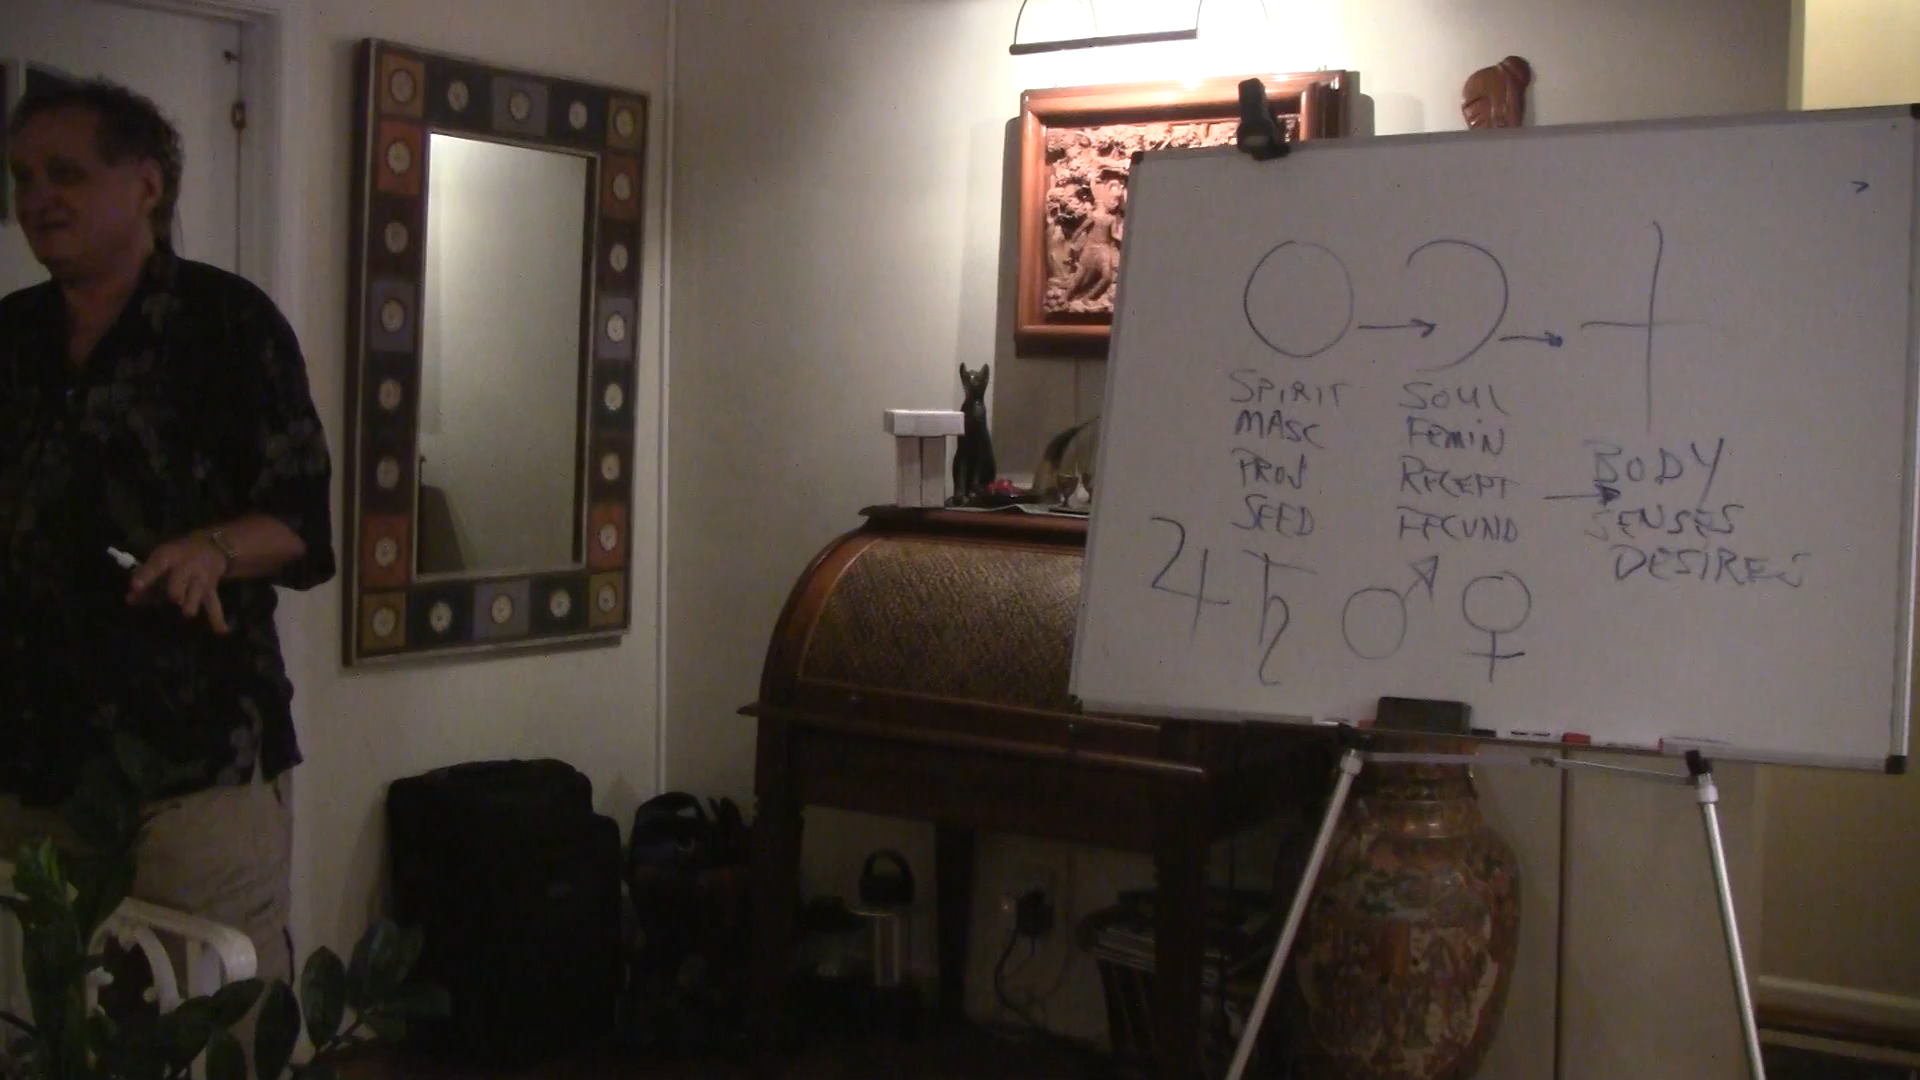 SPIRIT
MASC
PROJ
SEED
SOUL
FEMIN
RECEPT
FECUND
BODY
SENSES
DESIRES
♃ ♄ ♂ ♀